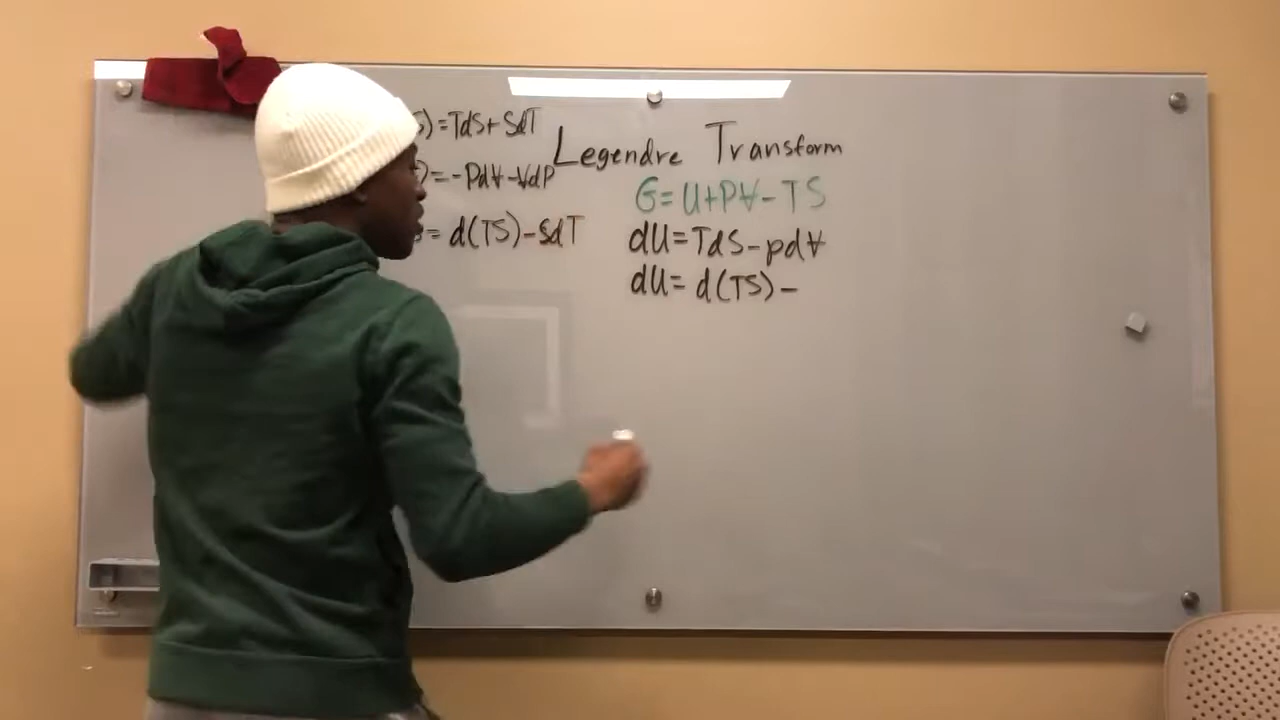 )=TdS+SdT
)=-PdV-VdP
= d(TS)-SdT
Legendre Transform
G=U+PV-TS
dU=TdS-pdV
dU= d(TS)-